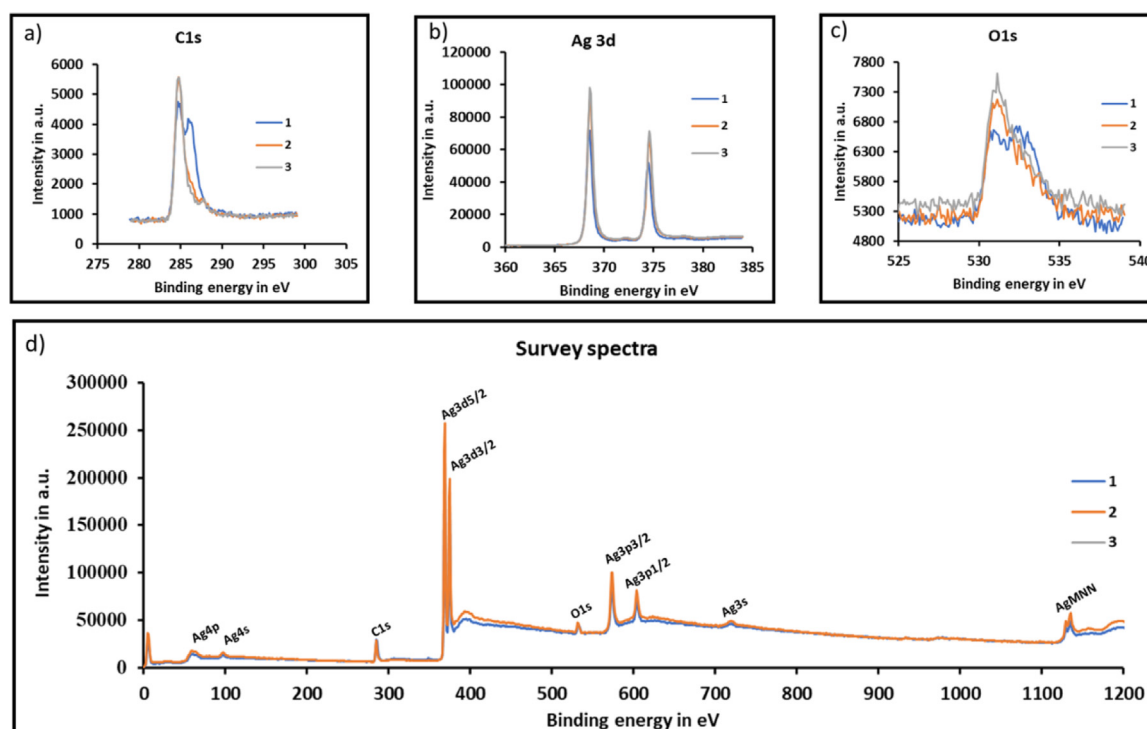 a)
C1s
Intensity in a.u.
6000
5000
4000
3000
2000
1000
0
275 280 285 290 295 300 305
Binding energy in eV
1
2
3
b)
Ag 3d
Intensity in a.u.
120000
100000
80000
60000
40000
20000
0
360 365 370 375 380 385
Binding energy in eV
1
2
3
c)
O1s
Intensity in a.u.
7800
7300
6800
6300
5800
5300
4800
525 530 535 540
Binding energy in eV
1
2
3
d)
Survey spectra
Intensity in a.u.
300000
250000
200000
150000
100000
50000
0
Ag4p
Ag4s
C1s
Ag3d5/2
Ag3d3/2
O1s
Ag3p3/2
Ag3p1/2
Ag3s
AgMNN
1
2
3
0 100 200 300 400 500 600 700 800 900 1000 1100 1200
Binding energy in eV